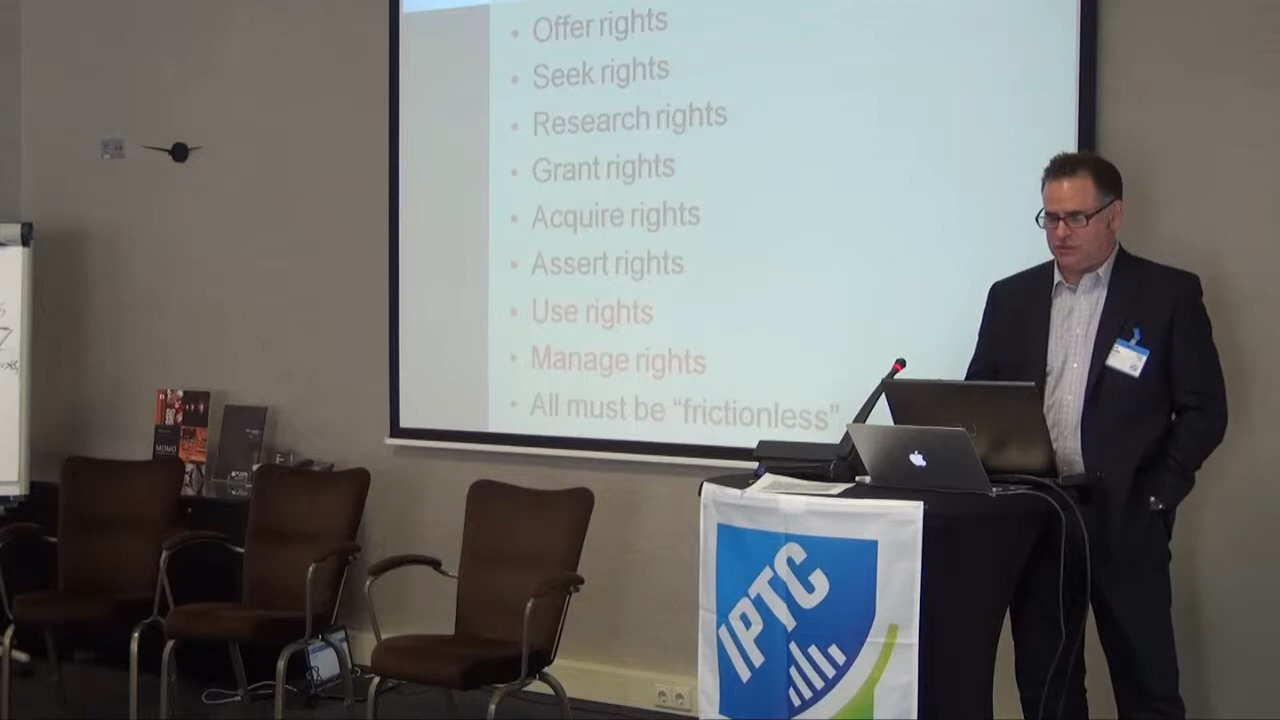 • Offer rights
• Seek rights
• Research rights
• Grant rights
• Acquire rights
• Assert rights
• Use rights
• Manage rights
• All must be “frictionless”
MOMO
IPTC